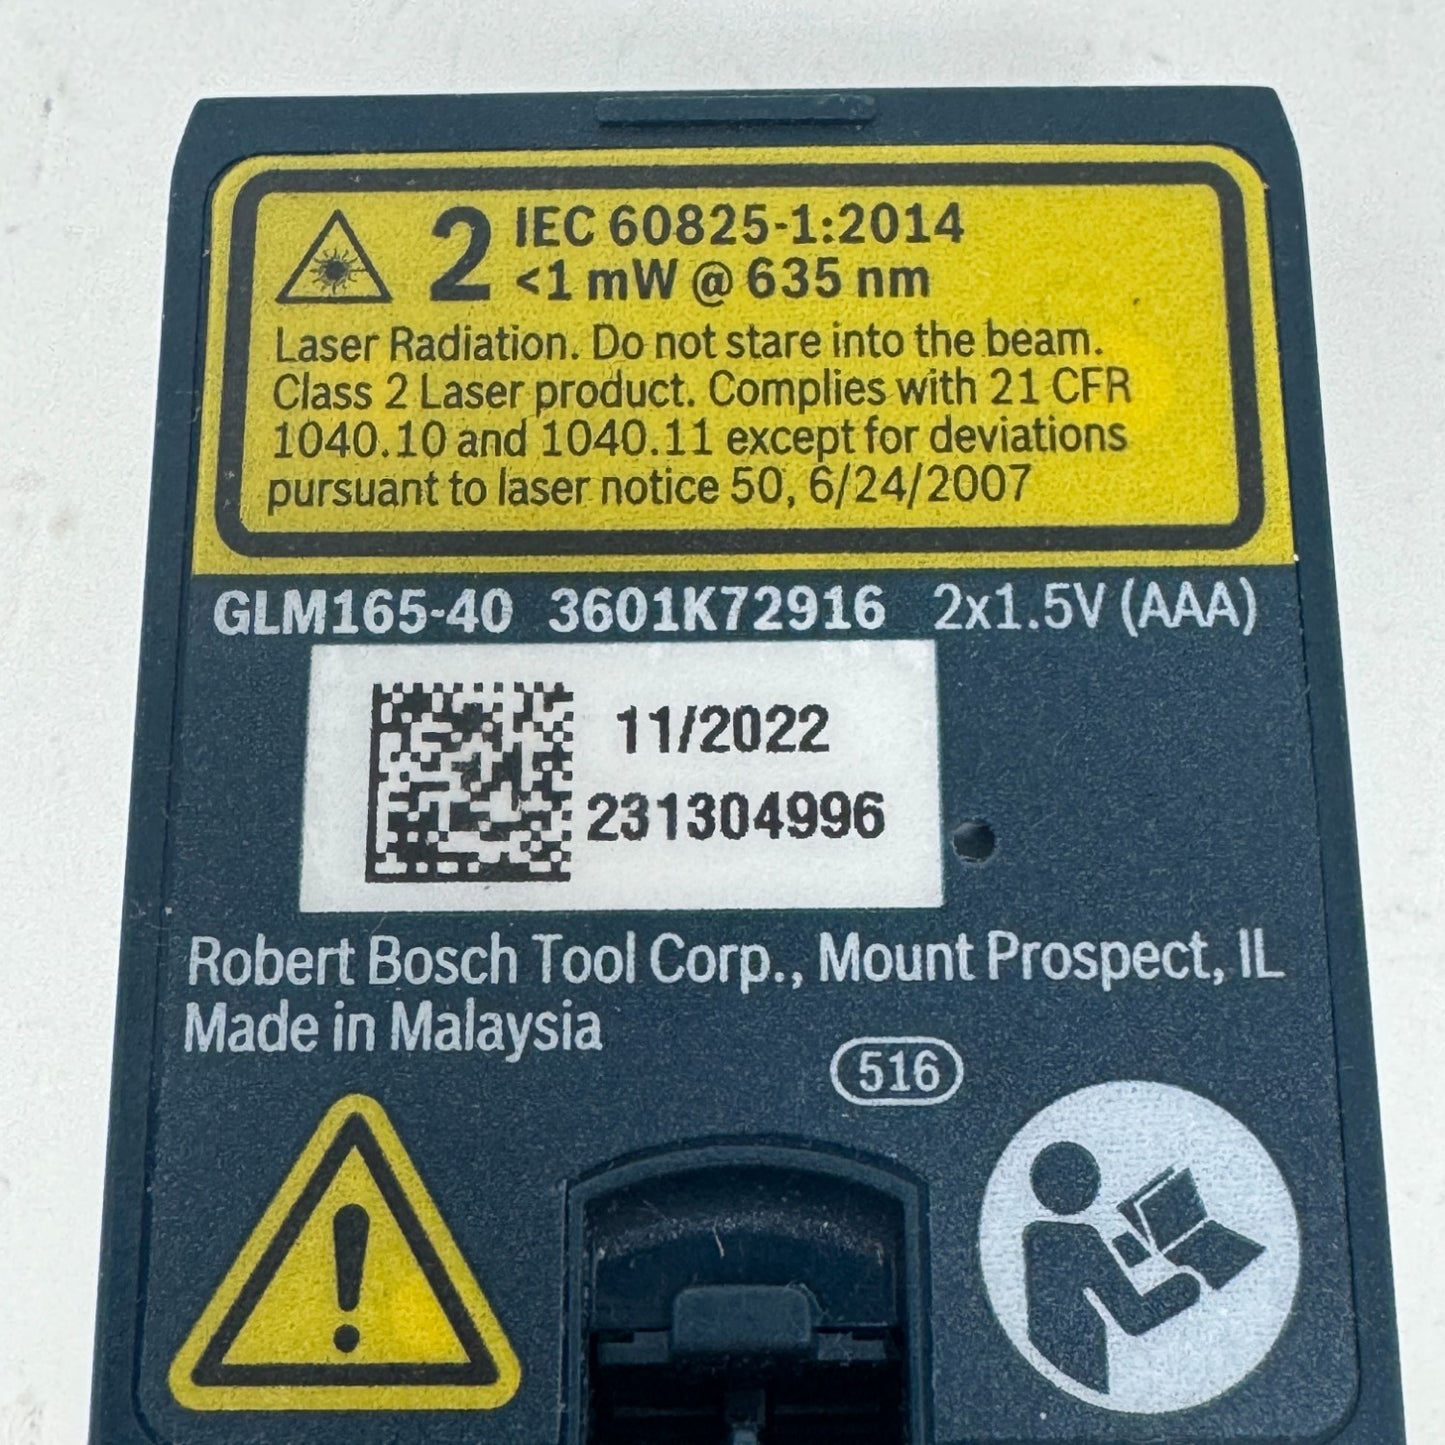 2 IEC 60825-1:2014
<1 mW @ 635 nm
Laser Radiation. Do not stare into the beam.
Class 2 Laser product. Complies with 21 CFR
1040.10 and 1040.11 except for deviations
pursuant to laser notice 50, 6/24/2007
GLM165-40 3601K72916 2x1.5V (AAA)
11/2022
231304996
Robert Bosch Tool Corp., Mount Prospect, IL
Made in Malaysia
516